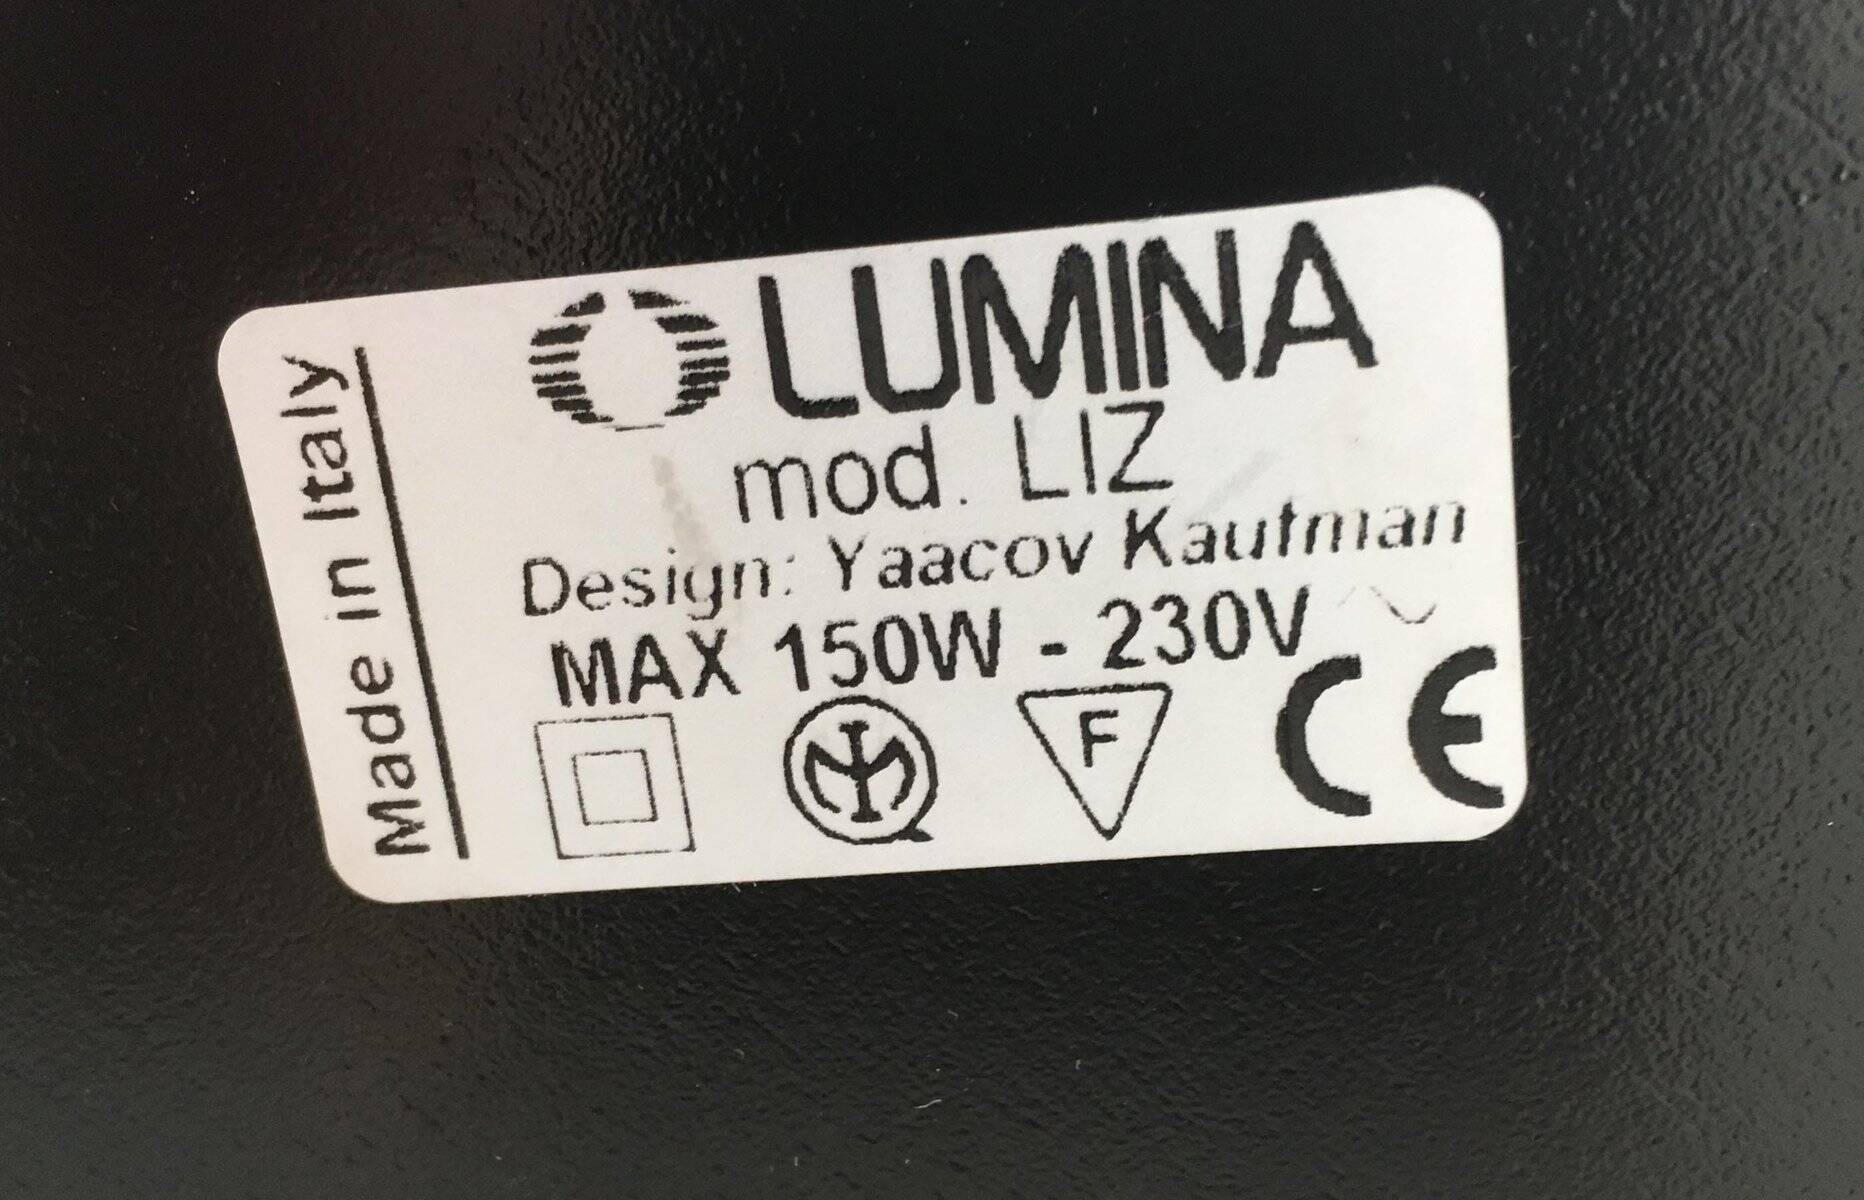 Made in Italy
LUMINA
mod. LIZ
Design: Yaacov Kaufman
MAX 150W - 230V ~
F
CE